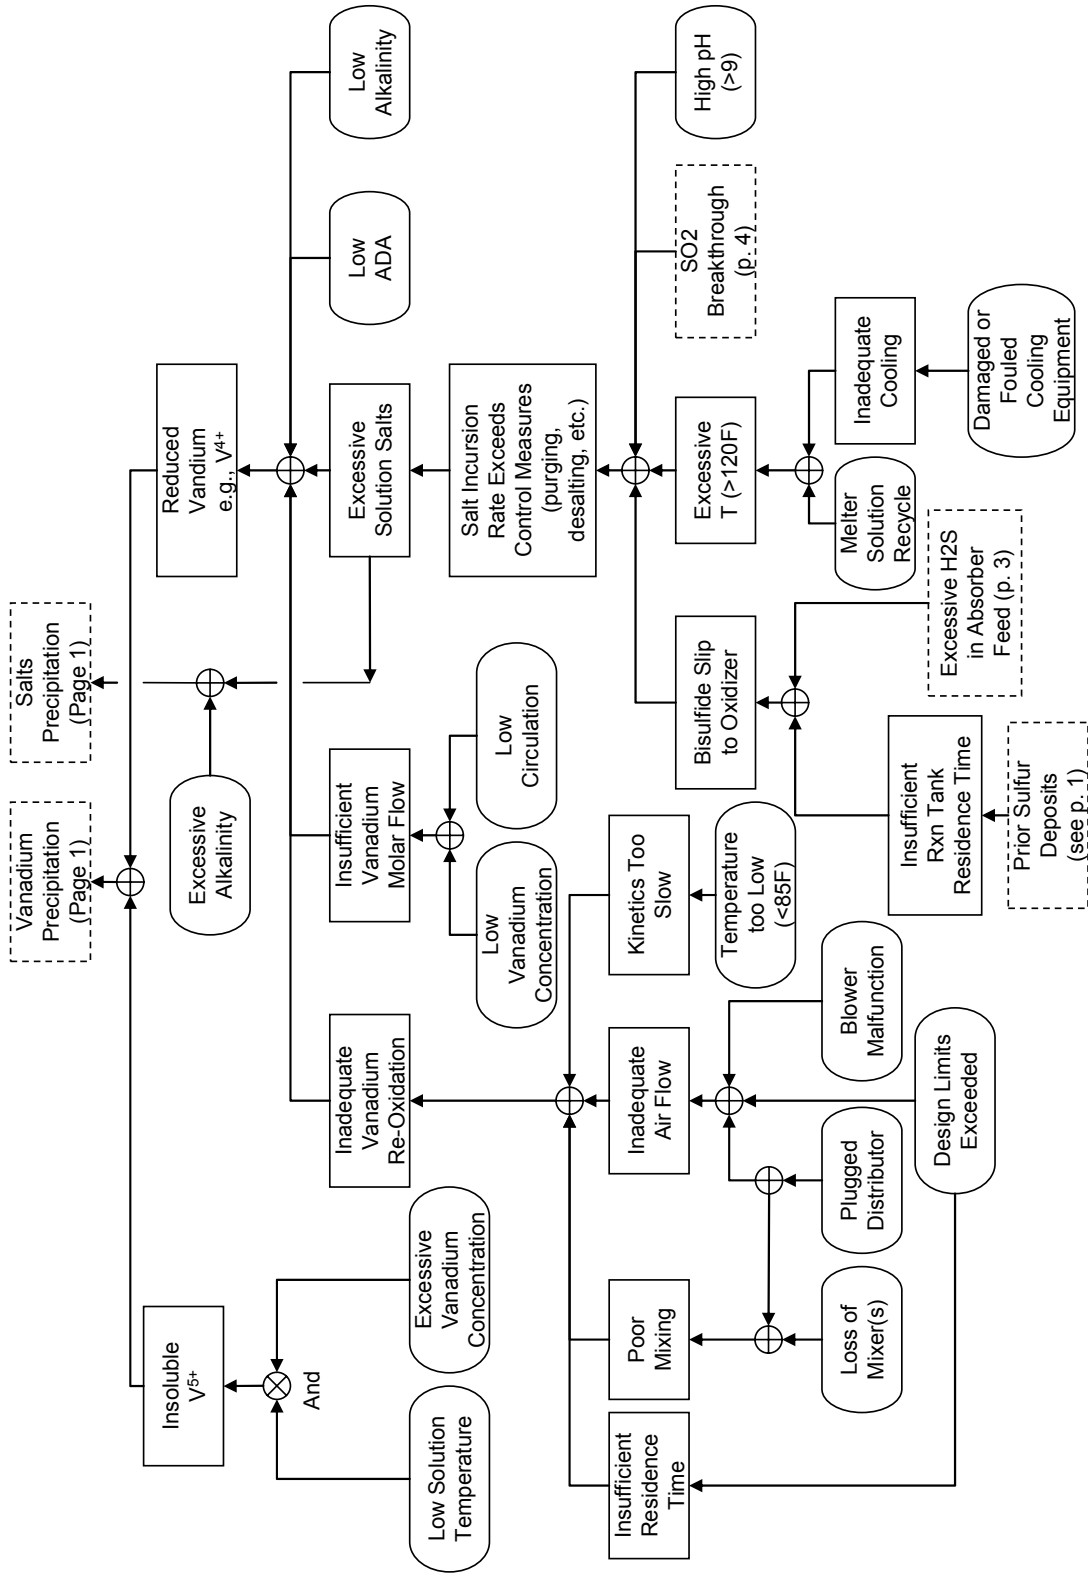 Vanadium
Precipitation
(Page 1)
Salts
Precipitation
(Page 1)
Insoluble
V5+
Excessive
Alkalinity
Reduced
Vandium
e.g., V4+
And
Low Solution
Temperature
Excessive
Vanadium
Concentration
Inadequate
Vanadium
Re-Oxidation
Insufficient
Vanadium
Molar Flow
Excessive
Solution Salts
Low
ADA
Low
Alkalinity
Low
Vanadium
Concentration
Low
Circulation
Salt Incursion
Rate Exceeds
Control Measures
(purging,
desalting, etc.)
Insufficient
Residence
Time
Poor
Mixing
Inadequate
Air Flow
Kinetics Too
Slow
Bisulfide Slip
to Oxidizer
Excessive
T (>120F)
SO2
Breakthrough
(p. 4)
High pH
(>9)
Temperature
too Low
(<85F)
Loss of
Mixer(s)
Plugged
Distributor
Blower
Malfunction
Melter
Solution
Recycle
Inadequate
Cooling
Design Limits
Exceeded
Insufficient
Rxn Tank
Residence Time
Excessive H2S
in Absorber
Feed (p. 3)
Damaged or
Fouled
Cooling
Equipment
Prior Sulfur
Deposits
(see p. 1)